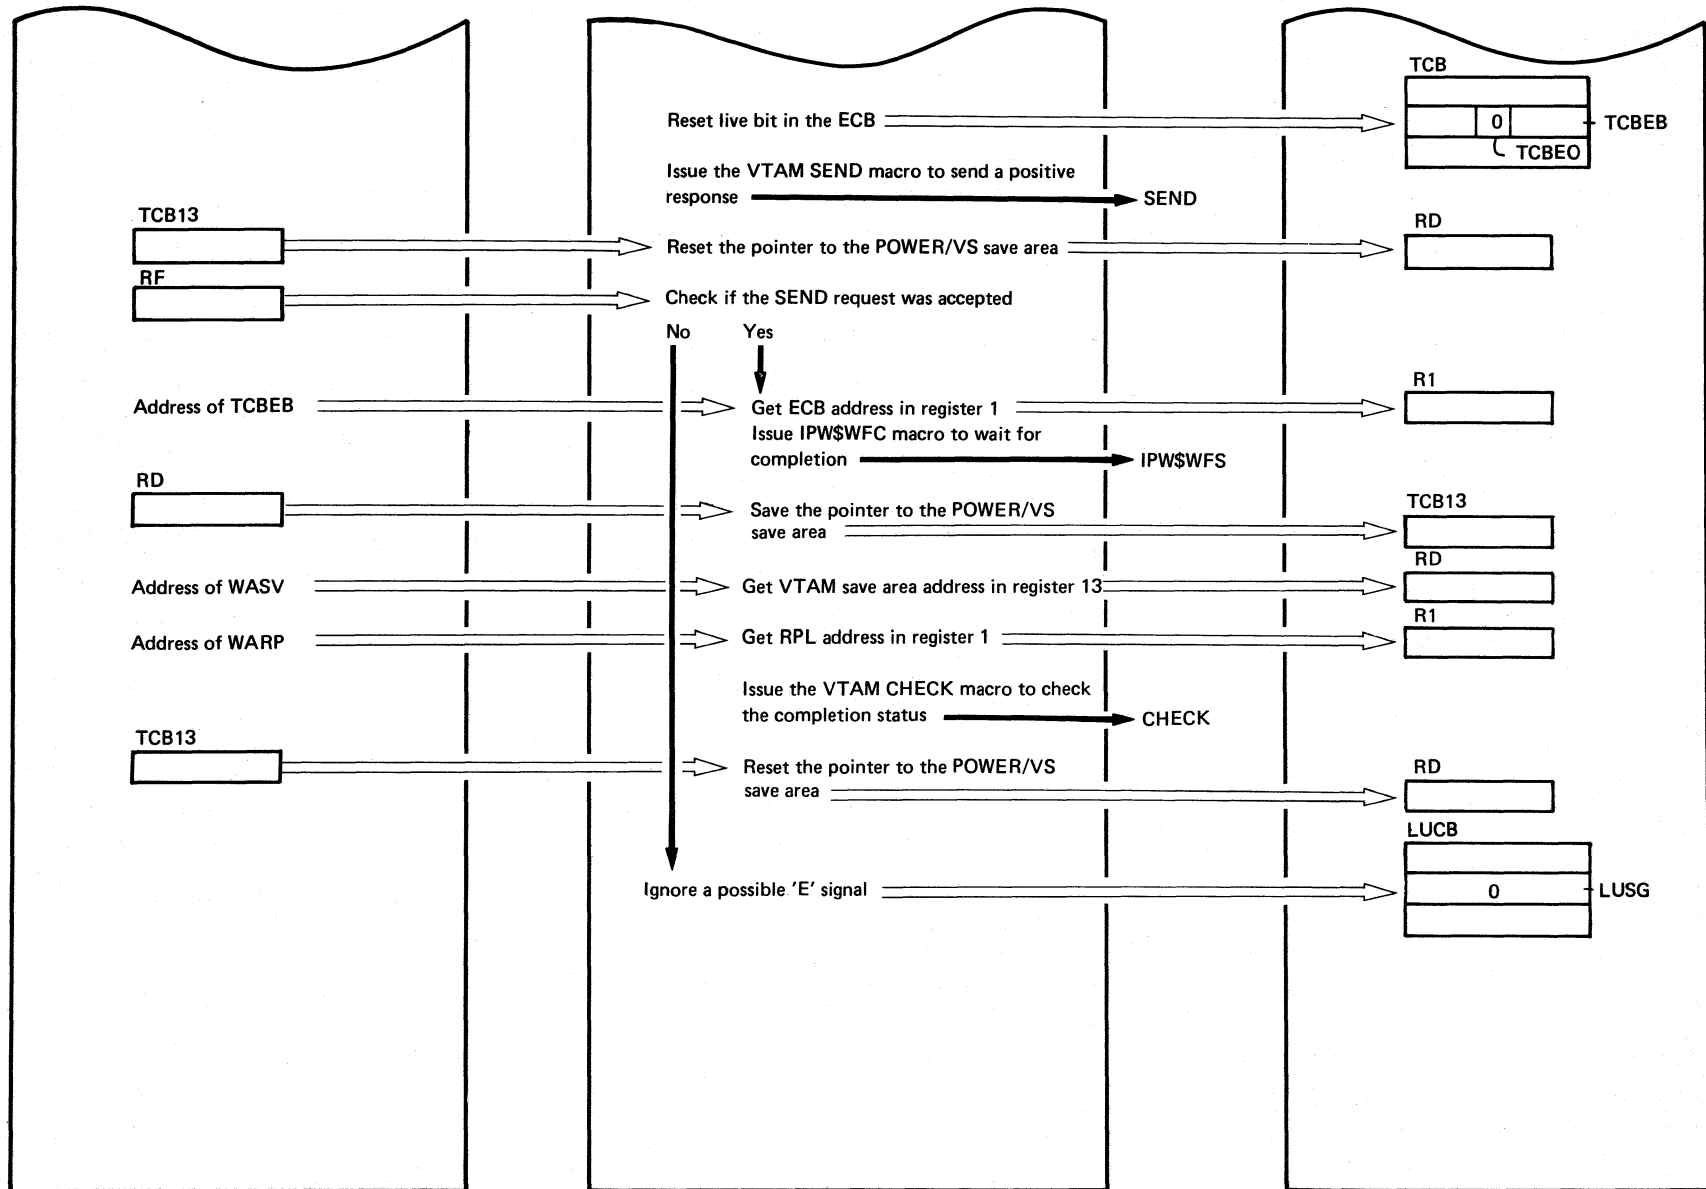 TCB
Reset live bit in the ECB
0
TCBEB
TCBEO
Issue the VTAM SEND macro to send a positive
response
SEND
TCB13
Reset the pointer to the POWER/VS save area
RD
RF
Check if the SEND request was accepted
No Yes
R1
Address of TCBEB
Get ECB address in register 1
Issue IPW$WFC macro to wait for
completion
IPW$WFS
RD
Save the pointer to the POWER/VS
save area
TCB13
RD
Address of WASV
Get VTAM save area address in register 13
R1
Address of WARP
Get RPL address in register 1
Issue the VTAM CHECK macro to check
the completion status
CHECK
TCB13
Reset the pointer to the POWER/VS
save area
RD
LUCB
Ignore a possible 'E' signal
0
LUSG